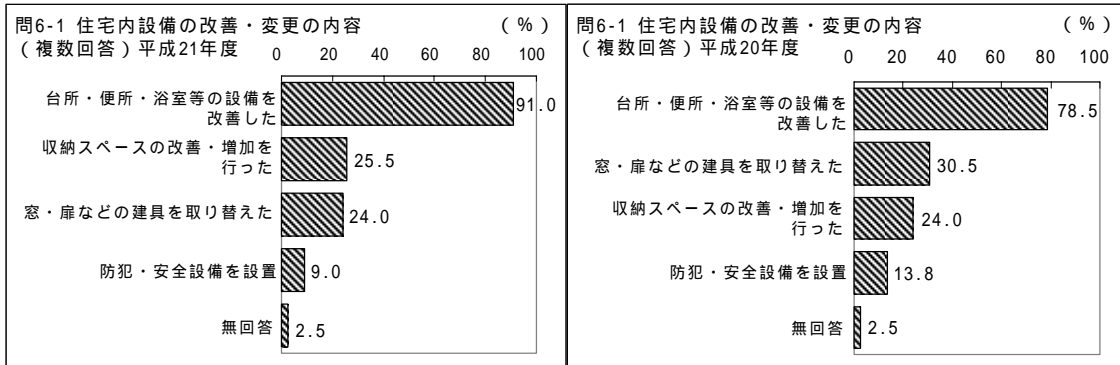 問6-1 住宅内設備の改善・変更の内容 (%)
(複数回答)平成21年度
0 20 40 60 80 100
台所・便所・浴室等の設備を
改善した
91.0
収納スペースの改善・増加を
行った
25.5
窓・扉などの建具を取り替えた
24.0
防犯・安全設備を設置
9.0
無回答
2.5
問6-1 住宅内設備の改善・変更の内容 (%)
(複数回答)平成20年度
0 20 40 60 80 100
台所・便所・浴室等の設備を
改善した
78.5
窓・扉などの建具を取り替えた
30.5
収納スペースの改善・増加を
行った
24.0
防犯・安全設備を設置
13.8
無回答
2.5